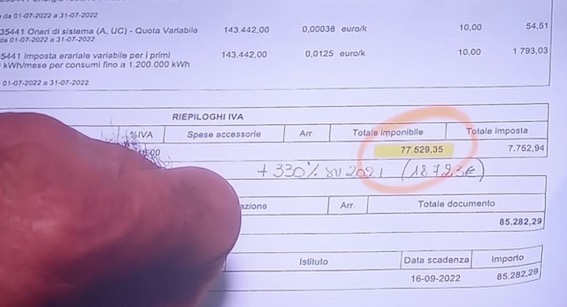 da 01-07-2022 a 31-07-2022
35441 Oneri di sistema (A, UC) - Quota Variabile 143.442,00 0,00038 euro/k 10,00 54,51
da 01-07-2022 a 31-07-2022
5441 Imposta erariale variabile per i primi 143.442,00 0,0125 euro/k 10,00 1.793,03
kWh/mese per consumi fino a 1.200.000 kWh
01-07-2022 a 31-07-2022
RIEPILOGHI IVA
%IVA Spese accessorie Arr. Totale imponibile Totale imposta
77.529,35 7.752,94
+ 330% SU 2021 (18723€)
azione Arr. Totale documento
85.282,29
Istituto Data scadenza Importo
16-09-2022 85.282,29